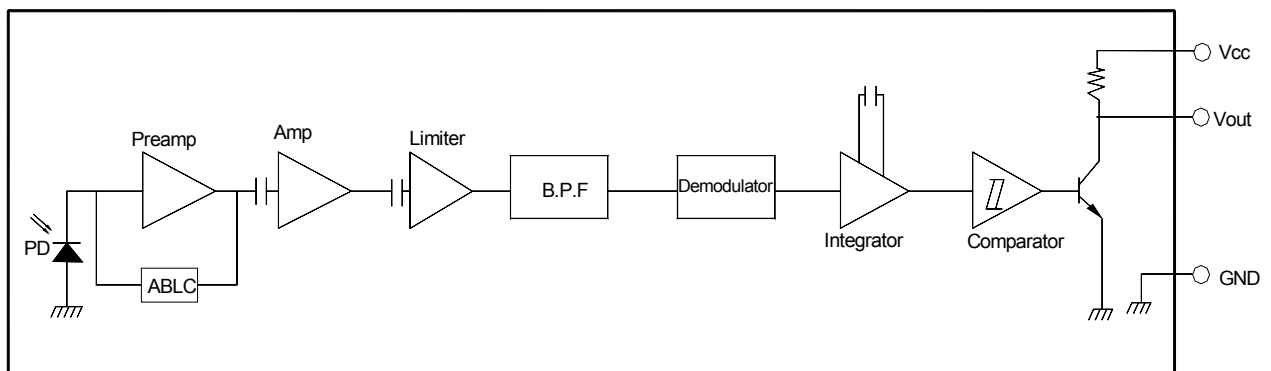 Vcc
Vout
Preamp
Amp
Limiter
B.P.F
Demodulator
Integrator
Comparator
PD
ABLC
GND